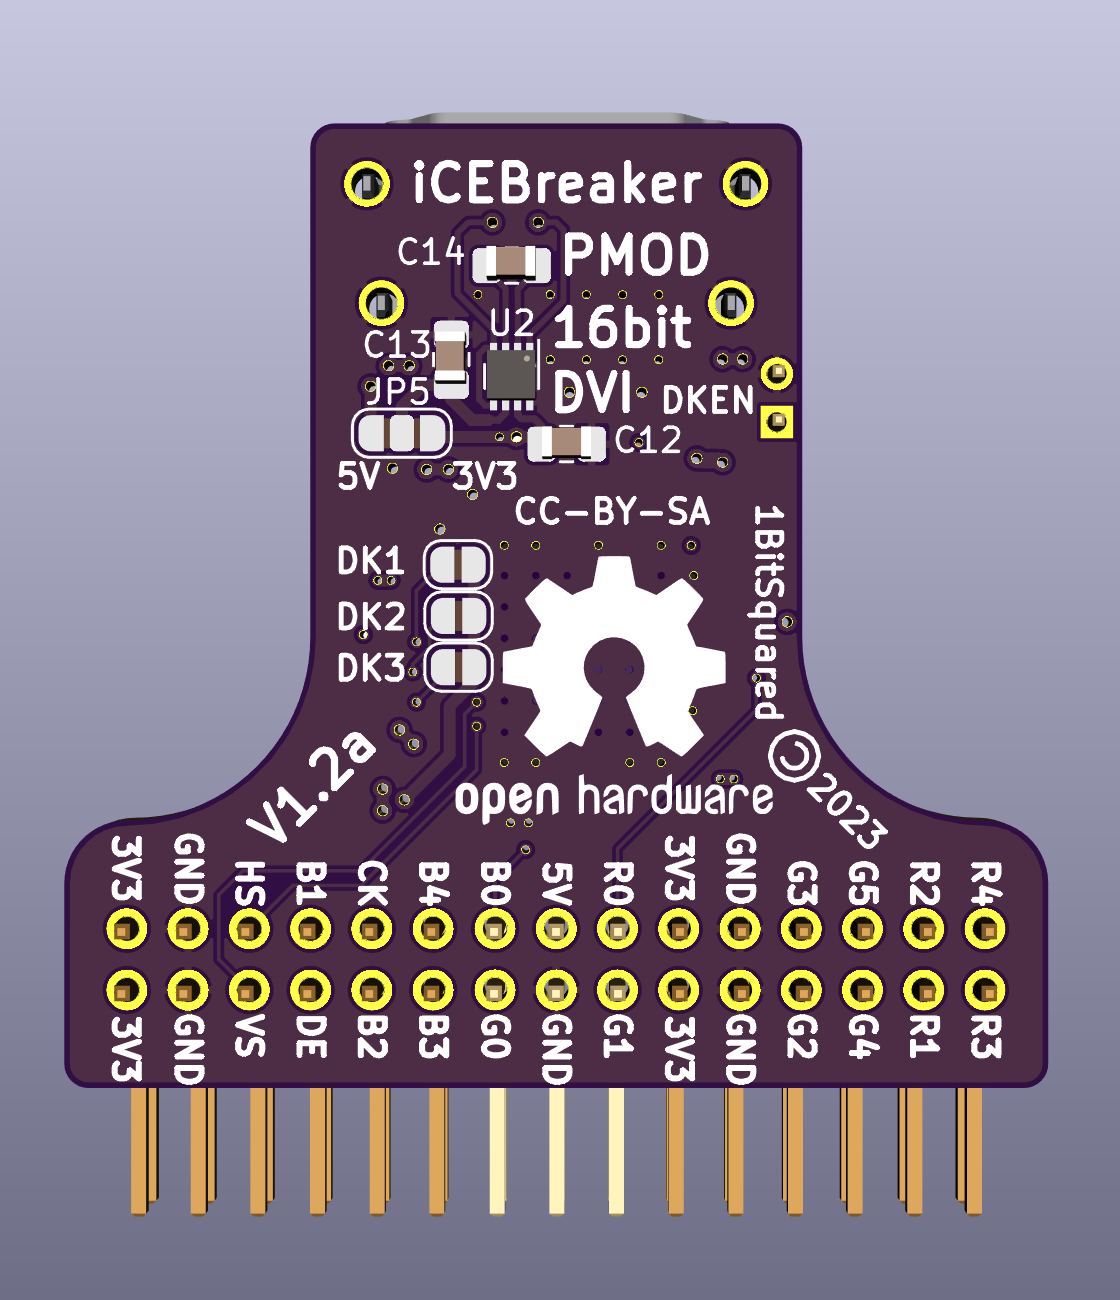 iCEBreaker
C14
PMOD
U2
16bit
C13
JP5
DVI
DKEN
C12
5V
3V3
CC-BY-SA
1BitSquared
DK1
DK2
DK3
V1.2a
©2023
open hardware
3V3 GND HS B1 CK B4 B0 5V R0 3V3 GND G3 G5 R2 R4
3V3 GND VS DE B2 B3 G0 GND G1 3V3 GND G2 G4 R1 R3